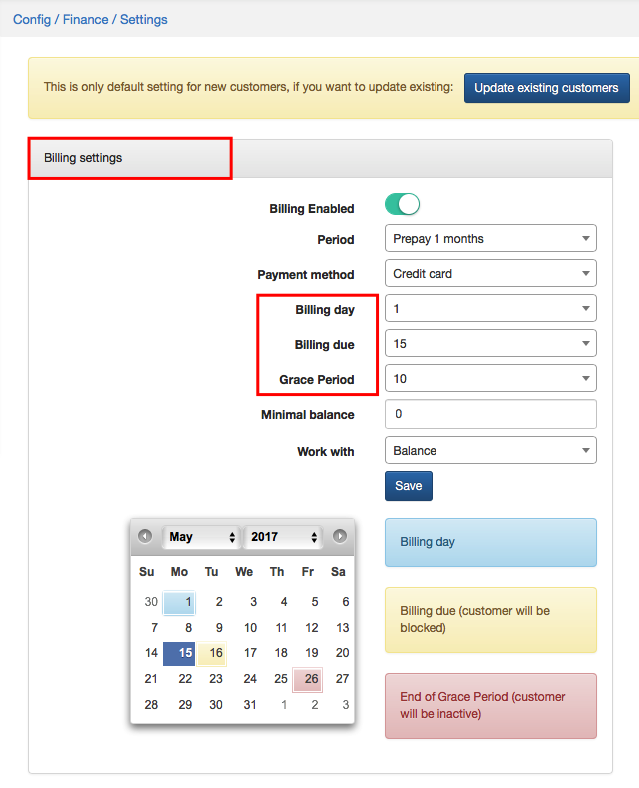 Config / Finance / Settings
This is only default setting for new customers, if you want to update existing: Update existing customers
Billing settings
Billing Enabled
Period Prepay 1 months
Payment method Credit card
Billing day 1
Billing due 15
Grace Period 10
Minimal balance 0
Work with Balance
Save
May 2017
Su Mo Tu We Th Fr Sa
30 1 2 3 4 5 6
7 8 9 10 11 12 13
14 15 16 17 18 19 20
21 22 23 24 25 26 27
28 29 30 31 1 2 3
Billing day
Billing due (customer will be
blocked)
End of Grace Period (customer
will be inactive)